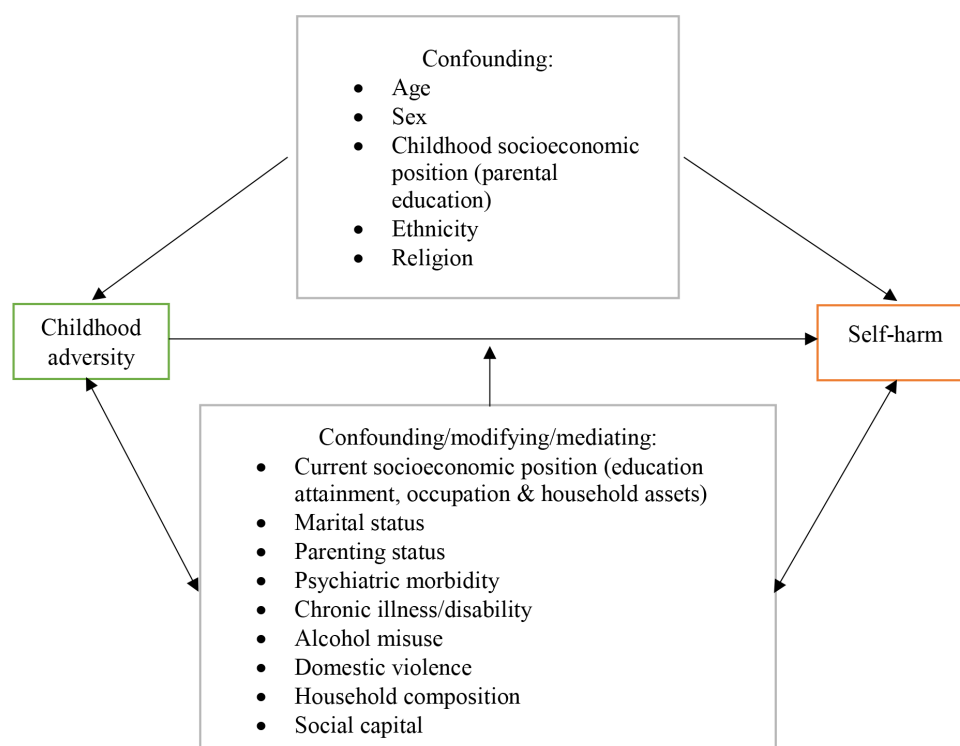 Confounding:
• Age
• Sex
• Childhood socioeconomic
position (parental
education)
• Ethnicity
• Religion
Childhood
adversity
Self-harm
Confounding/modifying/mediating:
• Current socioeconomic position (education
attainment, occupation & household assets)
• Marital status
• Parenting status
• Psychiatric morbidity
• Chronic illness/disability
• Alcohol misuse
• Domestic violence
• Household composition
• Social capital